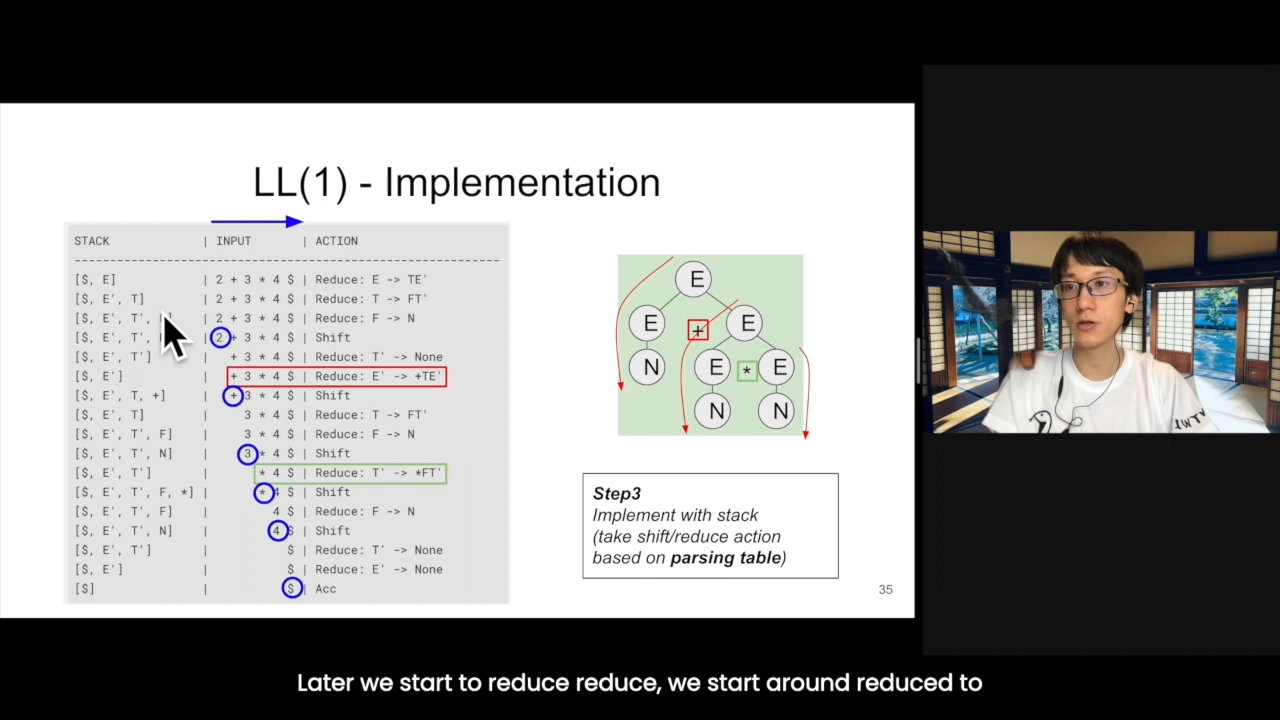 LL(1) - Implementation
STACK | INPUT | ACTION
-------------------------------------------------------
[$, E] | 2 + 3 * 4 $ | Reduce: E -> TE'
[$, E', T] | 2 + 3 * 4 $ | Reduce: T -> FT'
[$, E', T', | 2 + 3 * 4 $ | Reduce: F -> N
[$, E', T', | 2 + 3 * 4 $ | Shift
[$, E', T'] | + 3 * 4 $ | Reduce: T' -> None
[$, E'] | + 3 * 4 $ | Reduce: E' -> +TE'
[$, E', T, +] | + 3 * 4 $ | Shift
[$, E', T] | 3 * 4 $ | Reduce: T -> FT'
[$, E', T', F] | 3 * 4 $ | Reduce: F -> N
[$, E', T', N] | 3 * 4 $ | Shift
[$, E', T'] | * 4 $ | Reduce: T' -> *FT'
[$, E', T', F, *] | * 4 $ | Shift
[$, E', T', F] | 4 $ | Reduce: F -> N
[$, E', T', N] | 4 $ | Shift
[$, E', T'] | $ | Reduce: T' -> None
[$, E'] | $ | Reduce: E' -> None
[$] | $ | Acc
E
E + E
N E * E
N N
Step3
Implement with stack
(take shift/reduce action
based on parsing table)
35
Later we start to reduce reduce, we start around reduced to